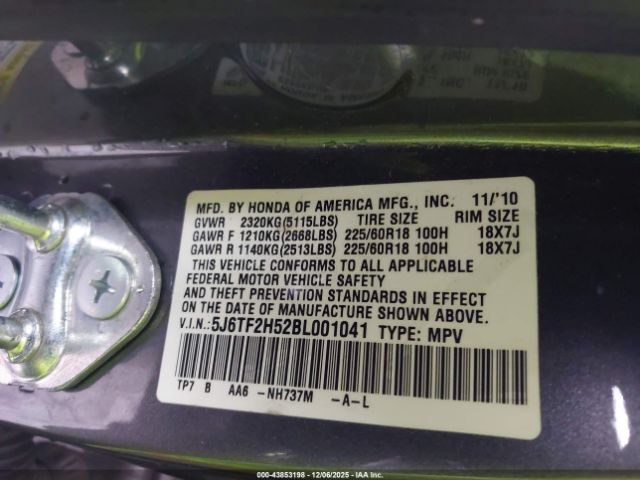 MFD. BY HONDA OF AMERICA MFG., INC. 11/'10
GVWR 2320KG(5115LBS) TIRE SIZE RIM SIZE
GAWR F 1210KG(2668LBS) 225/60R18 100H 18X7J
GAWR R 1140KG(2513LBS) 225/60R18 100H 18X7J
THIS VEHICLE CONFORMS TO ALL APPLICABLE
FEDERAL MOTOR VEHICLE SAFETY
AND THEFT PREVENTION STANDARDS IN EFFECT
ON THE DATE OF MANUFACTURE SHOWN ABOVE.
V.I.N.:5J6TF2H52BL001041 TYPE: MPV
TP7 B AA6 -NH737M -A-L
000-43853198 - 12/06/2025 - IAA Inc.